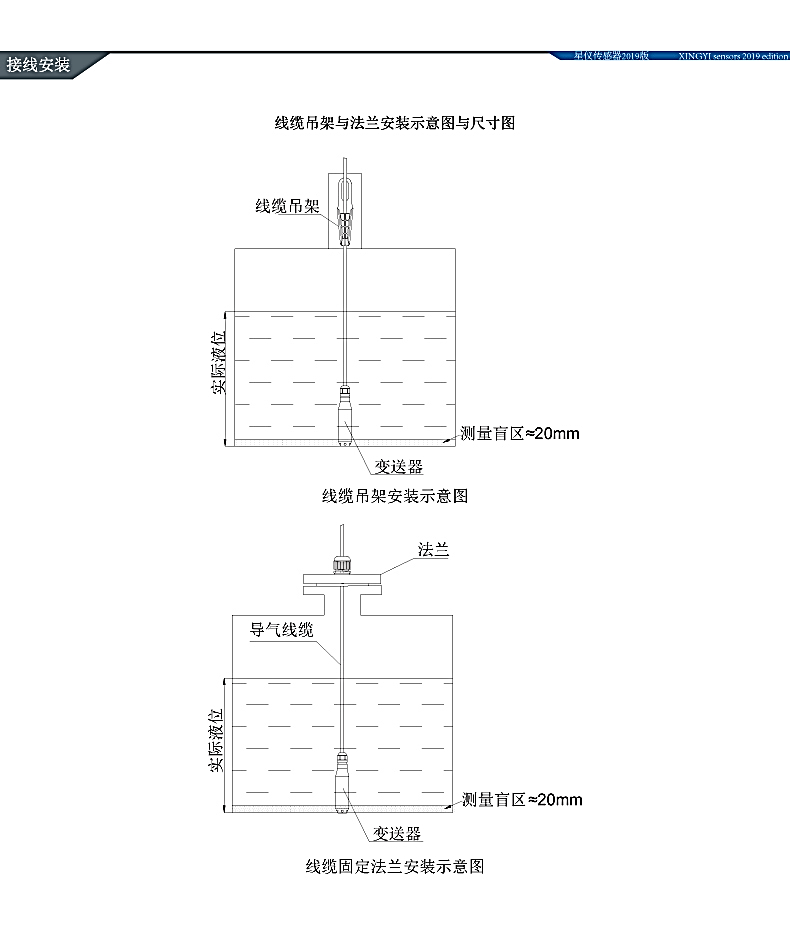 接线安装
星仪传感器2019版 XINGYI sensors 2019 edition
线缆吊架与法兰安装示意图与尺寸图
线缆吊架
实际液位
测量盲区≈20mm
变送器
线缆吊架安装示意图
法兰
导气线缆
实际液位
测量盲区≈20mm
变送器
线缆固定法兰安装示意图